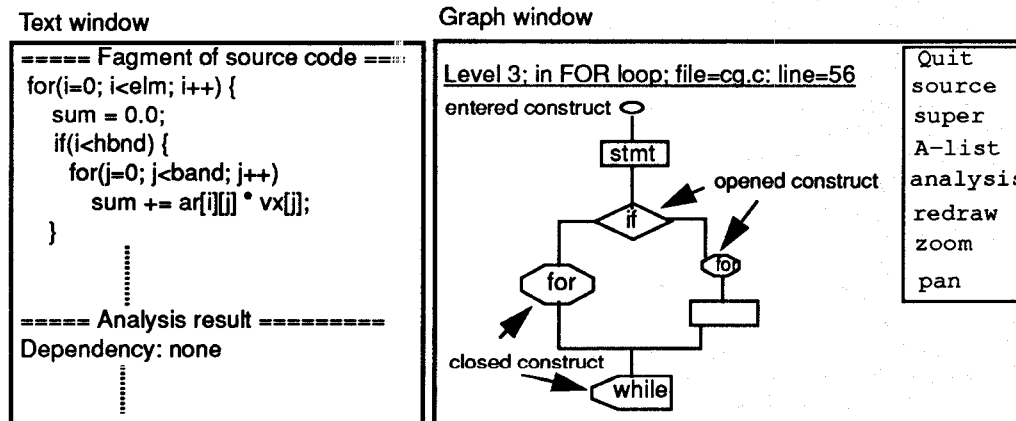 Text window
===== Fagment of source code ===
for(i=0; i<elm; i++) {
sum = 0.0;
if(i<hbnd) {
for(j=0; j<band; j++)
sum += ar[i][j] * vx[j];
}
===== Analysis result =========
Dependency: none
Graph window
Level 3; in FOR loop; file=cg.c: line=56
entered construct
stmt
opened construct
if
for
for
closed construct
while
Quit
source
super
A-list
analysis
redraw
zoom
pan